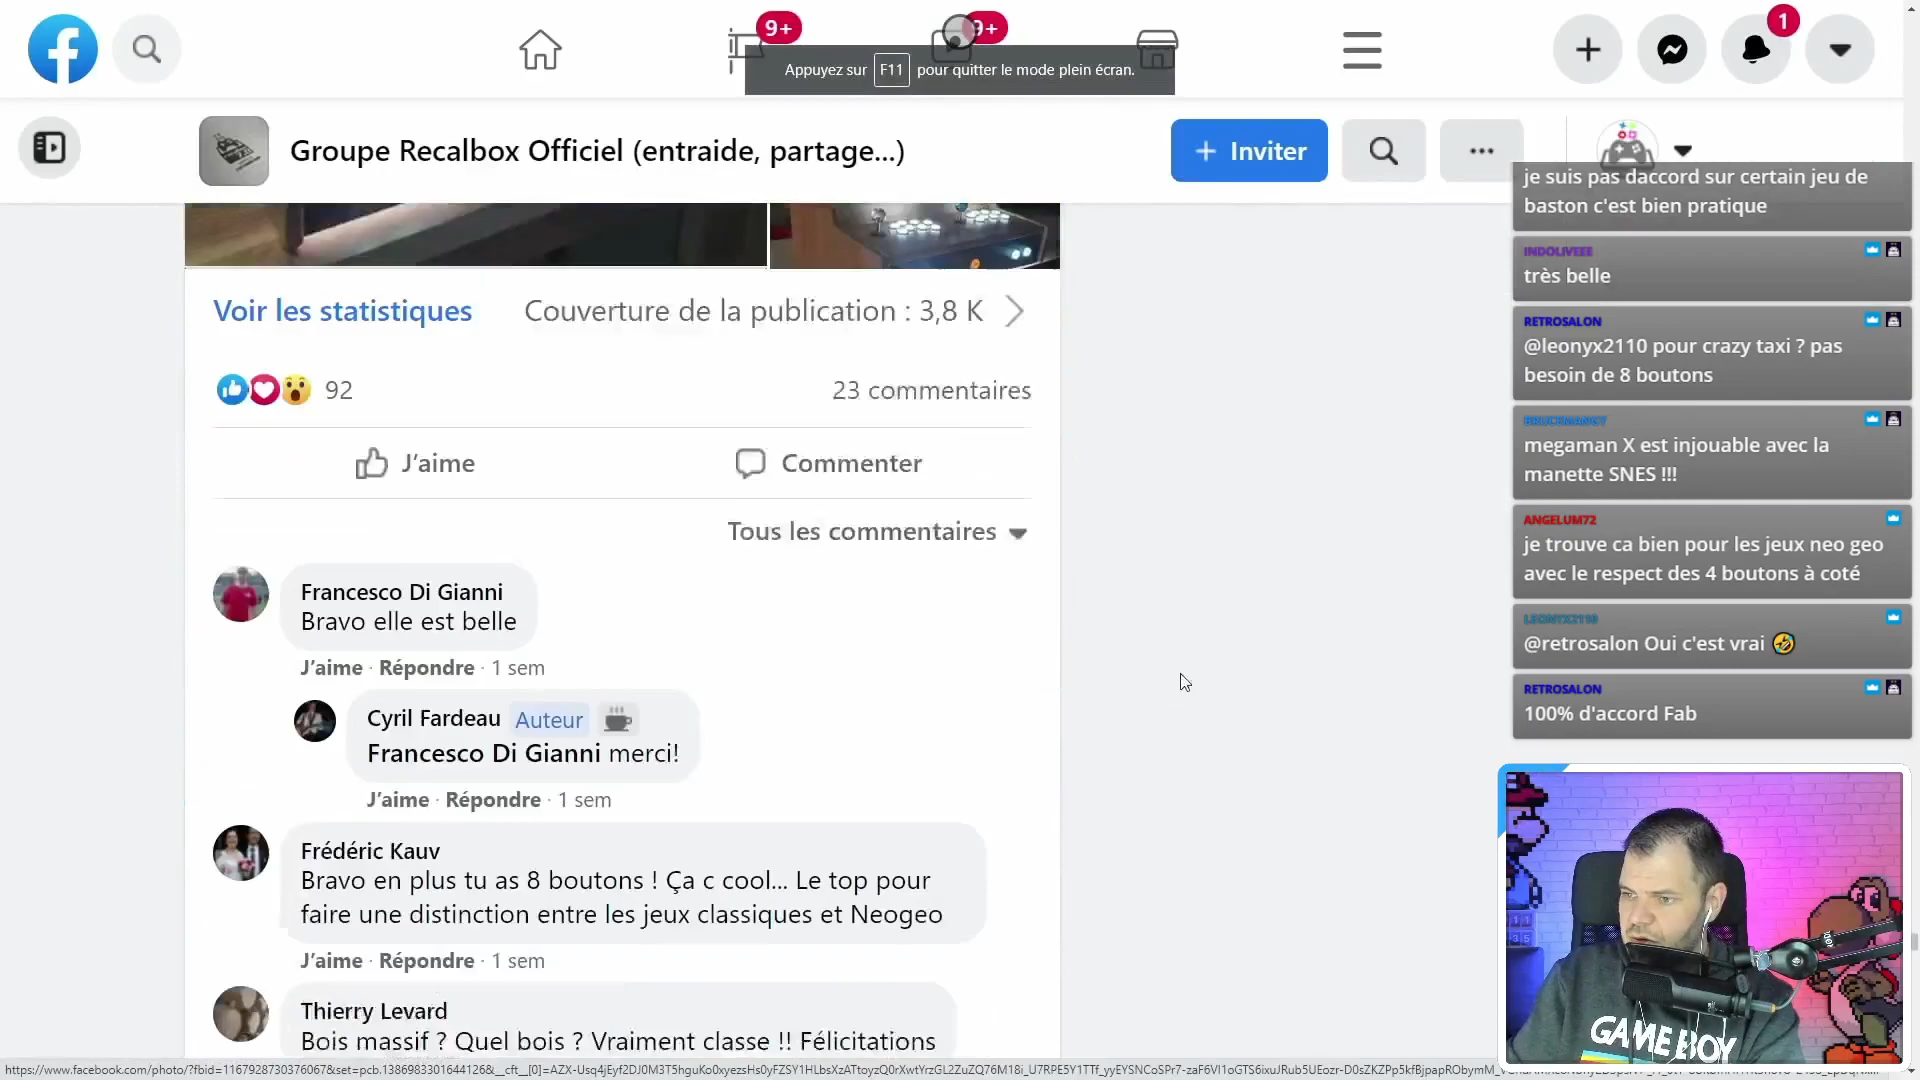 9+
9+
1
Appuyez sur F11 pour quitter le mode plein écran.
Groupe Recalbox Officiel (entraide, partage...)
+ Inviter
Voir les statistiques
Couverture de la publication : 3,8 K
92
23 commentaires
J'aime
Commenter
Tous les commentaires
Francesco Di Gianni
Bravo elle est belle
J'aime · Répondre · 1 sem
Cyril Fardeau Auteur
Francesco Di Gianni merci!
J'aime · Répondre · 1 sem
Frédéric Kauv
Bravo en plus tu as 8 boutons ! Ça c cool... Le top pour
faire une distinction entre les jeux classiques et Neogeo
J'aime · Répondre · 1 sem
Thierry Levard
Bois massif ? Quel bois ? Vraiment classe !! Félicitations
je suis pas daccord sur certain jeu de
baston c'est bien pratique
INDOLIVEEE
très belle
RETROSALON
@leonyx2110 pour crazy taxi ? pas
besoin de 8 boutons
megaman X est injouable avec la
manette SNES !!!
ANGELUM72
je trouve ca bien pour les jeux neo geo
avec le respect des 4 boutons à coté
LEONYX2110
@retrosalon Oui c'est vrai 🤣
RETROSALON
100% d'accord Fab
GAME BOY